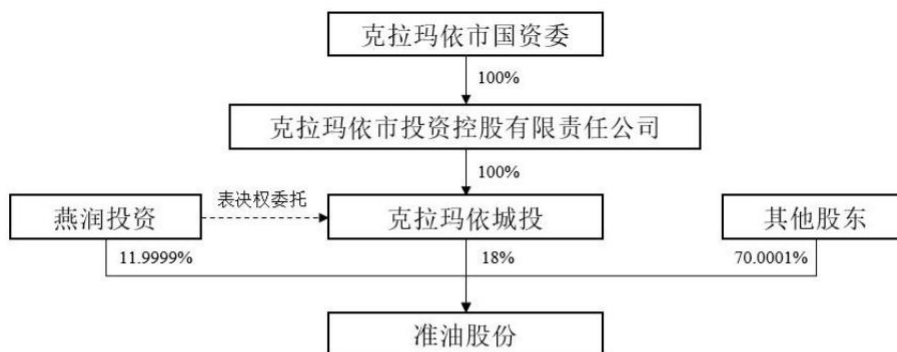 克拉玛依市国资委
100%
克拉玛依市投资控股有限责任公司
100%
燕润投资
表决权委托
克拉玛依城投
其他股东
11.9999%
18%
70.0001%
准油股份